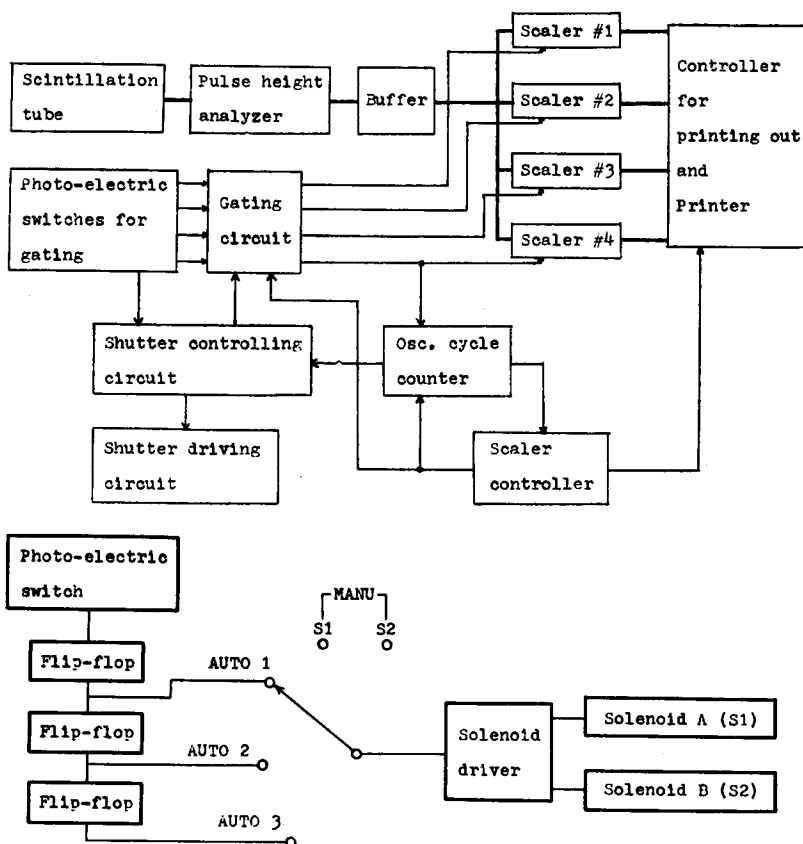 Scintillation
tube
Pulse height
analyzer
Buffer
Scaler #1
Scaler #2
Scaler #3
Scaler #4
Controller
for
printing out
and
Printer
Photo-electric
switches for
gating
Gating
circuit
Shutter controlling
circuit
Osc. cycle
counter
Shutter driving
circuit
Scaler
controller
Photo-electric
switch
Flip-flop
Flip-flop
Flip-flop
AUTO 1
AUTO 2
AUTO 3
MANU
S1 S2
Solenoid
driver
Solenoid A (S1)
Solenoid B (S2)